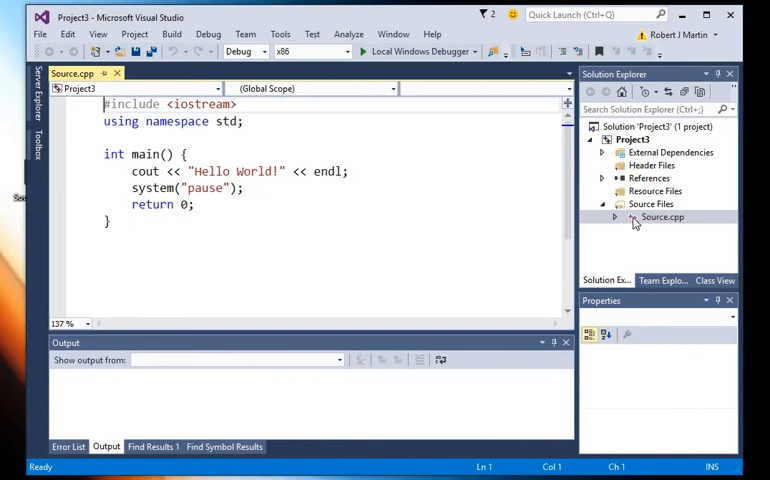 Project3 - Microsoft Visual Studio
2
Quick Launch (Ctrl+Q)
File Edit View Project Build Debug Team Tools Test Analyze Window Help
Robert J Martin
Debug x86 Local Windows Debugger
Server Explorer
Toolbox
Source.cpp
Project3 (Global Scope)
#include <iostream>
using namespace std;
int main() {
cout << "Hello World!" << endl;
system("pause");
return 0;
}
137 %
Output
Show output from:
Error List Output Find Results 1 Find Symbol Results
Solution Explorer
Search Solution Explorer (Ctrl+;)
Solution 'Project3' (1 project)
Project3
External Dependencies
Header Files
References
Resource Files
Source Files
Source.cpp
Solution Ex... Team Explo... Class View
Properties
Ready Ln 1 Col 1 Ch 1 INS